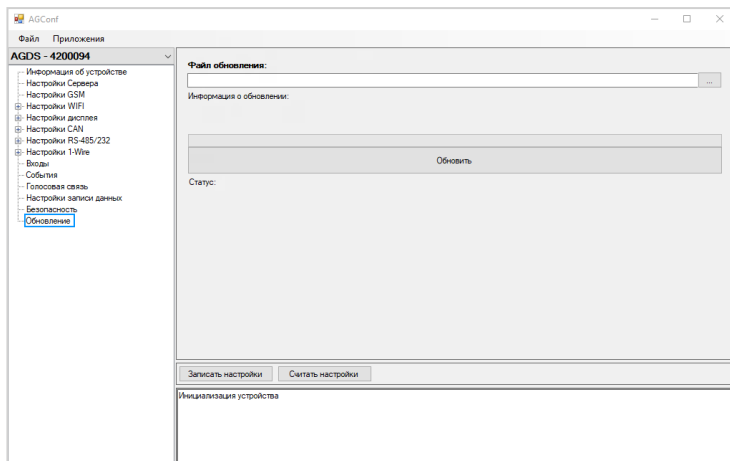 AGConf
Файл Приложения
AGDS - 4200094
Информация об устройстве
Настройки Сервера
Настройки GSM
Настройки WIFI
Настройки дисплея
Настройки CAN
Настройки RS-485/232
Настройки 1-Wire
Входы
События
Голосовая связь
Настройки записи данных
Безопасность
Обновление
Файл обновления:
...
Информация о обновлении:
Обновить
Статус:
Записать настройки Считать настройки
Инициализация устройства